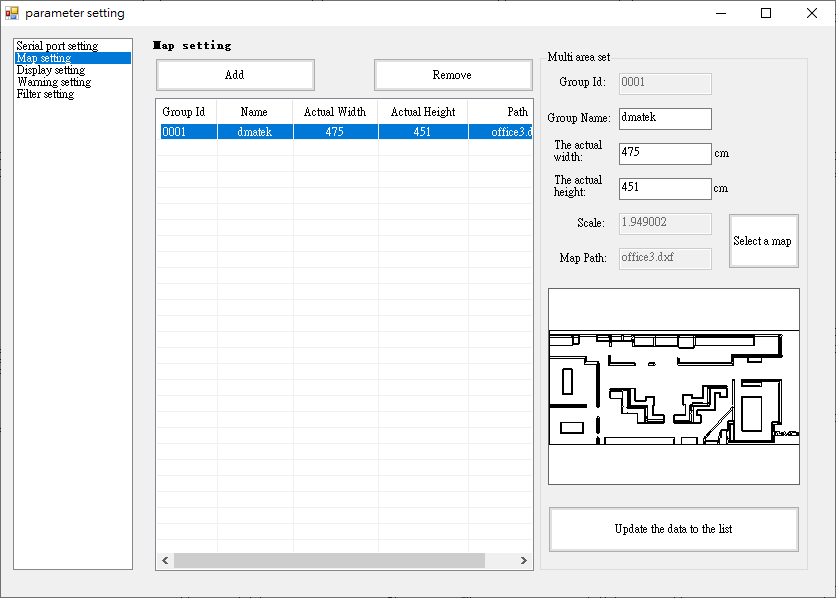 parameter setting
Serial port setting
Map setting
Display setting
Warning setting
Filter setting
Map setting
Add
Remove
Group Id Name Actual Width Actual Height Path
0001 dmatek 475 451 office3.d
Multi area set
Group Id: 0001
Group Name: dmatek
The actual
width: 475 cm
The actual
height: 451 cm
Scale: 1.949002
Map Path: office3.dxf
Select a map
Update the data to the list